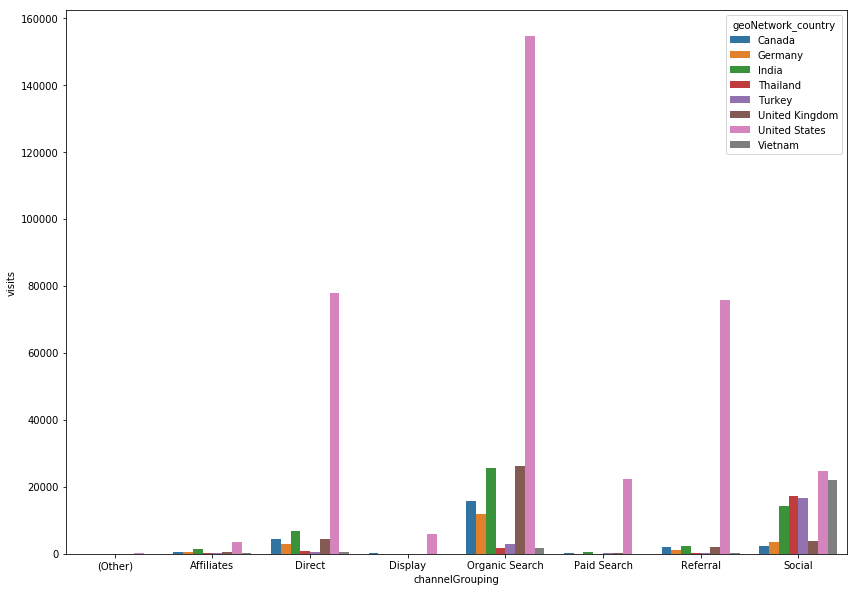 160000
140000
120000
100000
80000
60000
40000
20000
0
visits
geoNetwork_country
Canada
Germany
India
Thailand
Turkey
United Kingdom
United States
Vietnam
(Other) Affiliates Direct Display Organic Search Paid Search Referral Social
channelGrouping